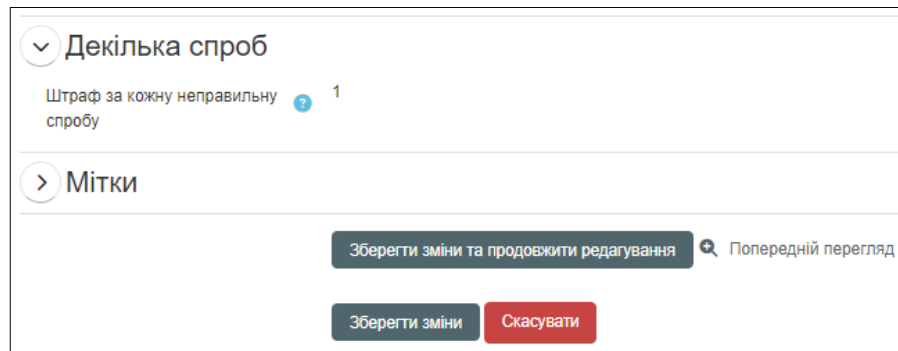 Декілька спроб
Штраф за кожну неправильну ? 1
спробу
Мітки
Зберегти зміни та продовжити редагування Попередній перегляд
Зберегти зміни Скасувати